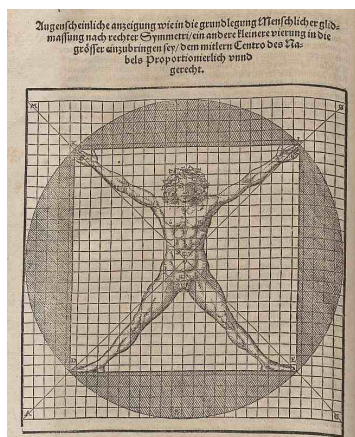 Augenscheinliche anzeigung wie in die grundlegung Menschlicher glid-
massung nach rechter Symmetri/ ein andere kleinere vierung in die
grösser einzubringen sey/ dem mitlern Centro des Na-
bels Proportionierlich vnnd
gerecht.